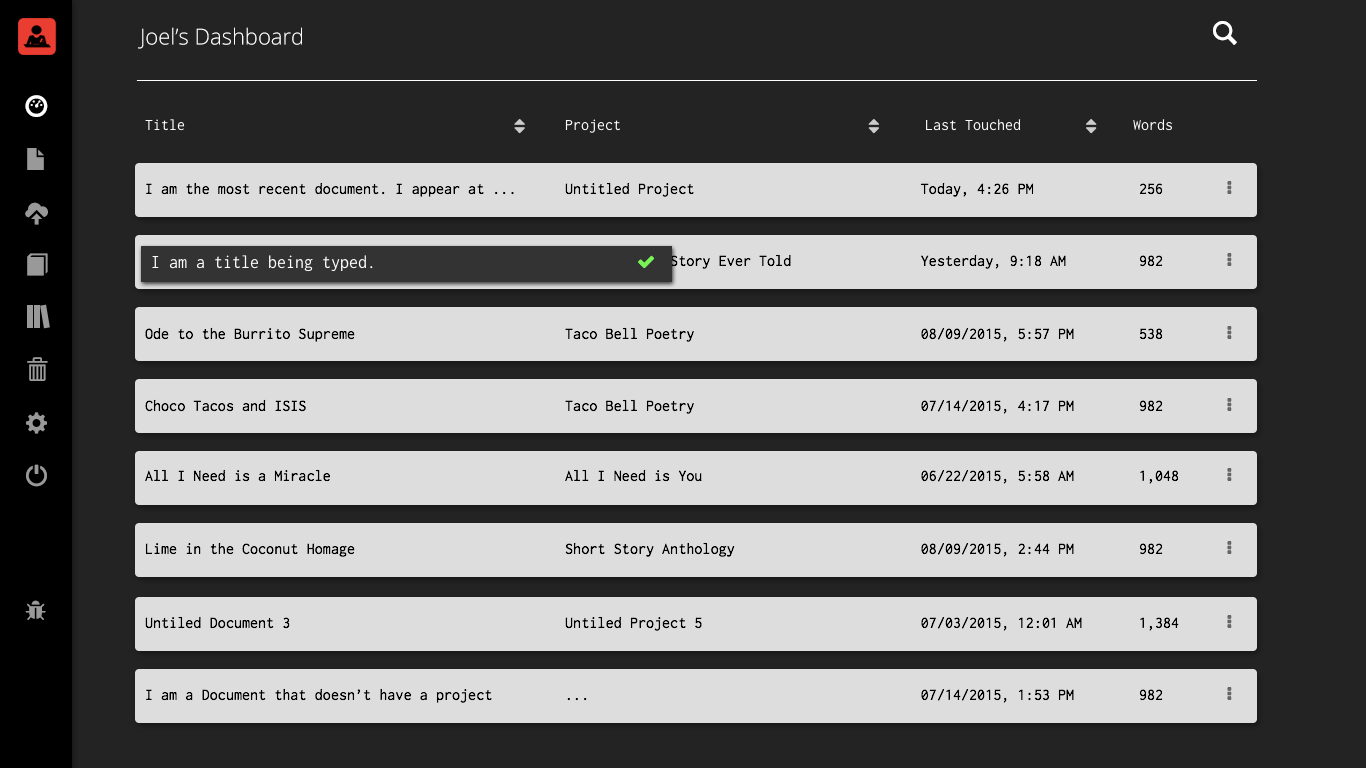 Joel’s Dashboard
Title Project Last Touched Words
I am the most recent document. I appear at ... Untitled Project Today, 4:26 PM 256
I am a title being typed. Story Ever Told Yesterday, 9:18 AM 982
Ode to the Burrito Supreme Taco Bell Poetry 08/09/2015, 5:57 PM 538
Choco Tacos and ISIS Taco Bell Poetry 07/14/2015, 4:17 PM 982
All I Need is a Miracle All I Need is You 06/22/2015, 5:58 AM 1,048
Lime in the Coconut Homage Short Story Anthology 08/09/2015, 2:44 PM 982
Untiled Document 3 Untiled Project 5 07/03/2015, 12:01 AM 1,384
I am a Document that doesn’t have a project ... 07/14/2015, 1:53 PM 982